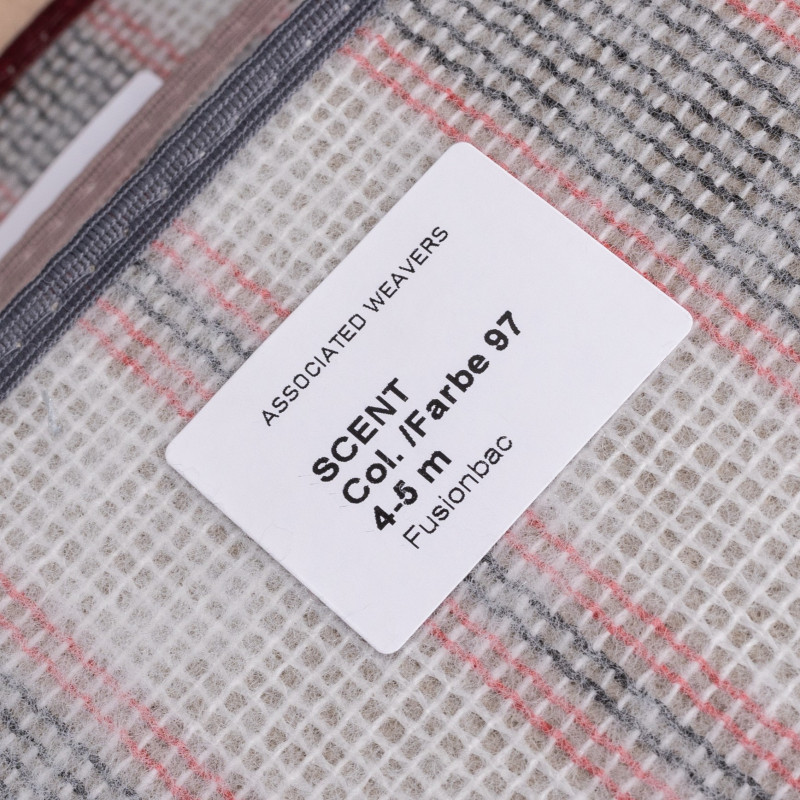 ASSOCIATED WEAVERS
SCENT
Col. /Farbe 97
4-5 m
Fusionbac